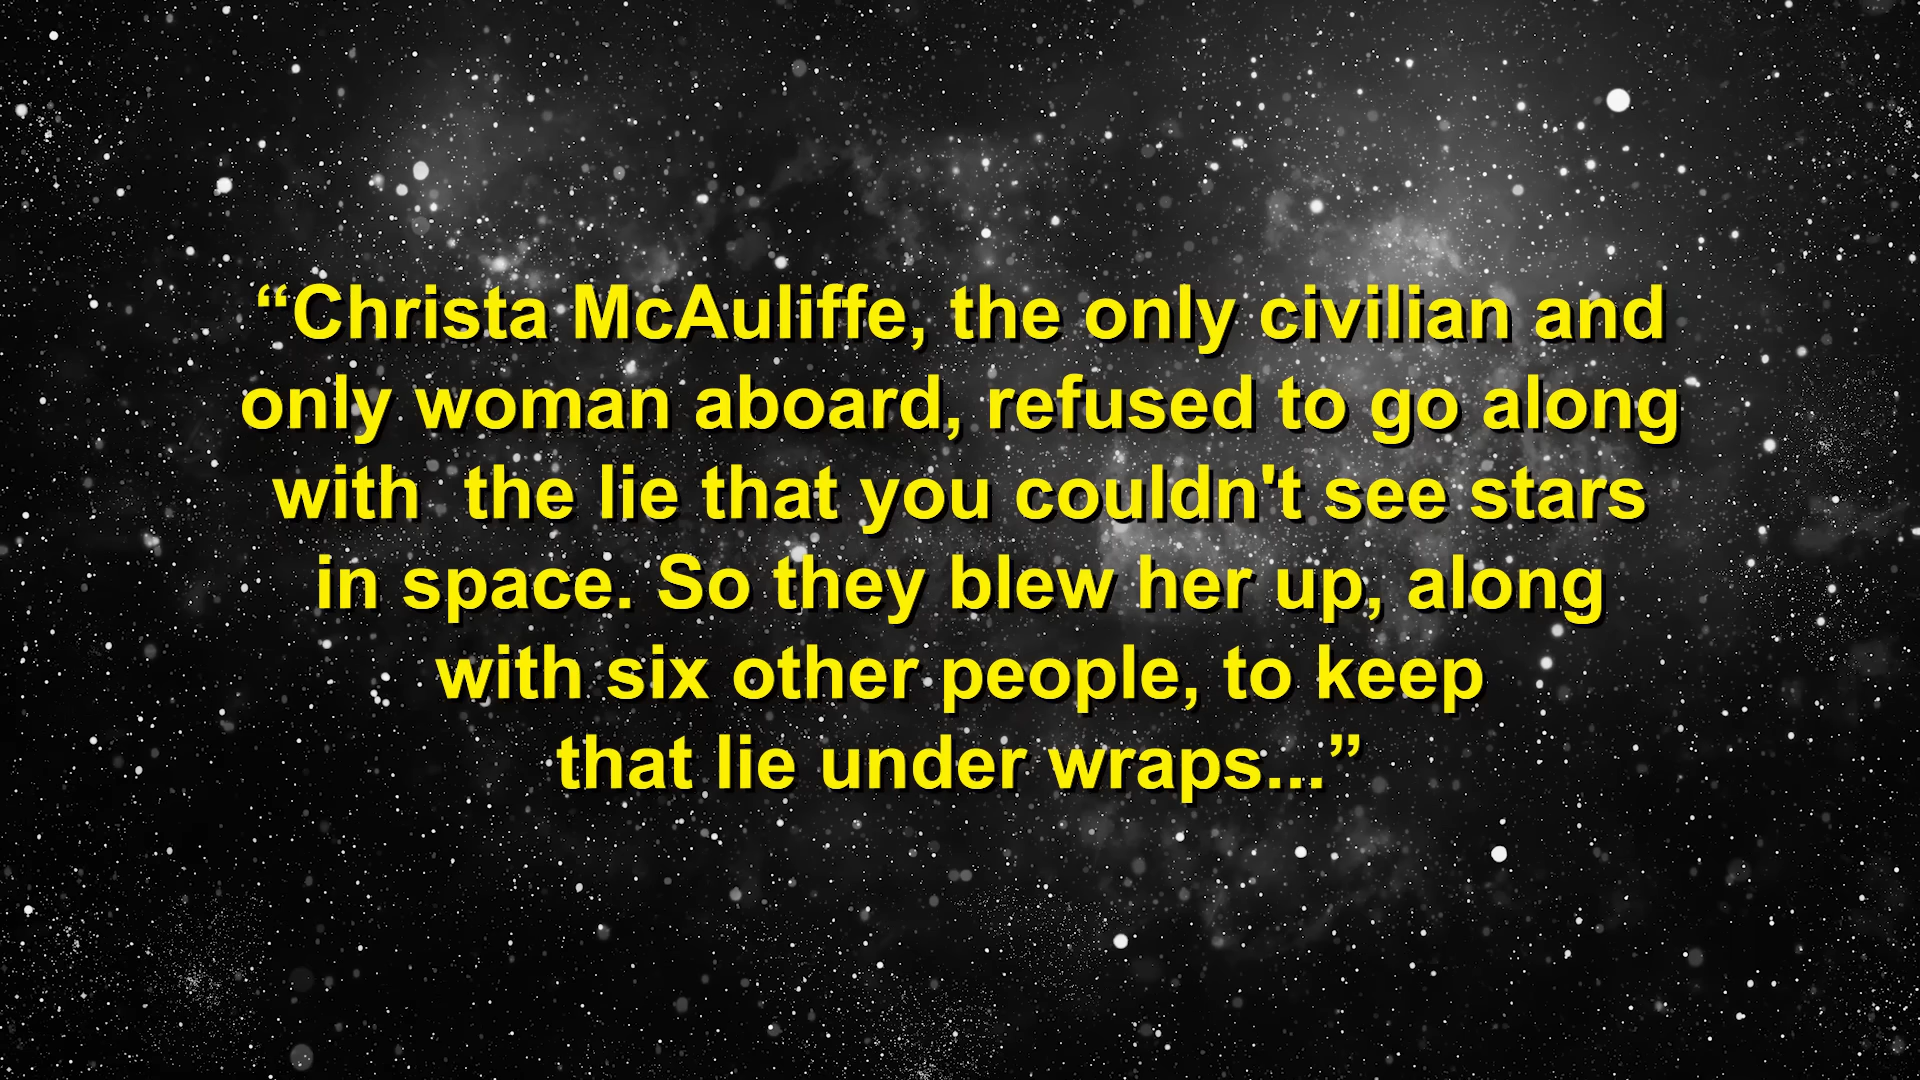 “Christa McAuliffe, the only civilian and
only woman aboard, refused to go along
with  the lie that you couldn't see stars
in space. So they blew her up, along
with six other people, to keep
that lie under wraps...”